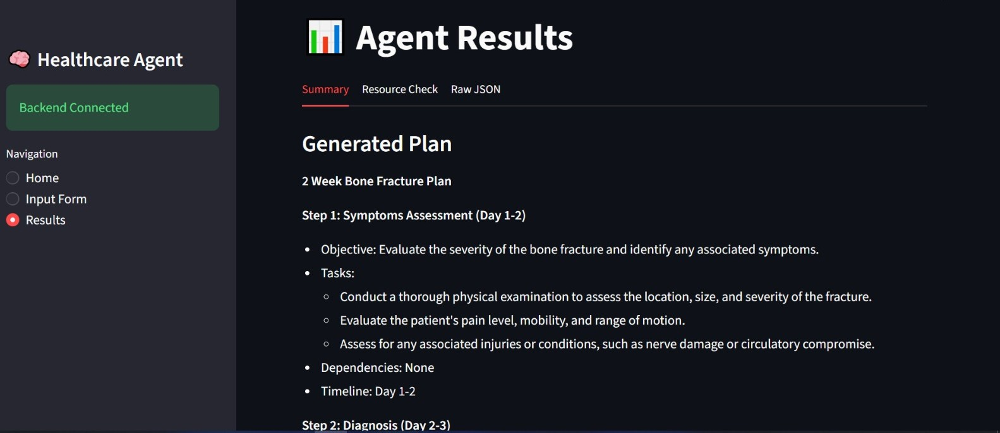 Healthcare Agent
Backend Connected
Navigation
Home
Input Form
Results
Agent Results
Summary Resource Check Raw JSON
Generated Plan
2 Week Bone Fracture Plan
Step 1: Symptoms Assessment (Day 1-2)
Objective: Evaluate the severity of the bone fracture and identify any associated symptoms.
Tasks:
Conduct a thorough physical examination to assess the location, size, and severity of the fracture.
Evaluate the patient's pain level, mobility, and range of motion.
Assess for any associated injuries or conditions, such as nerve damage or circulatory compromise.
Dependencies: None
Timeline: Day 1-2
Step 2: Diagnosis (Day 2-3)